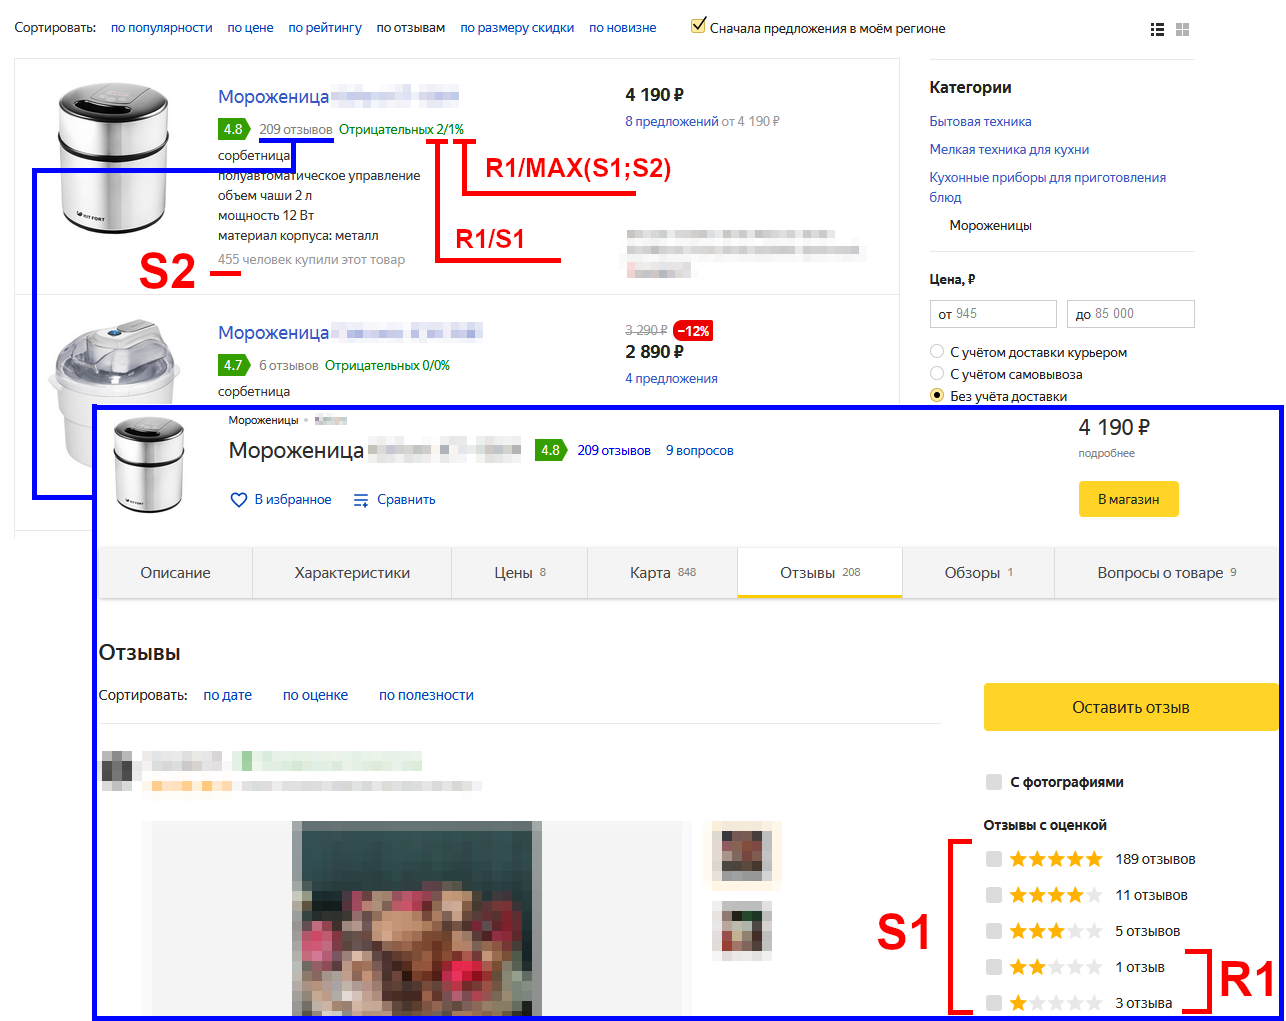 Сортировать: по популярности по цене по рейтингу по отзывам по размеру скидки по новизне Сначала предложения в моём регионе
Мороженица
4 190 ₽
4.8 209 отзывов Отрицательных 2/1%
8 предложений от 4 190 ₽
сорбетница
полуавтоматическое управление
объем чаши 2 л
мощность 12 Вт
материал корпуса: металл
455 человек купили этот товар
R1/MAX(S1;S2)
R1/S1
S2
KITFORT
Мороженица
3 290 ₽ −12%
2 890 ₽
4.7 6 отзывов Отрицательных 0/0%
4 предложения
сорбетница
Категории
Бытовая техника
Мелкая техника для кухни
Кухонные приборы для приготовления
блюд
Мороженицы
Цена, ₽
от 945 до 85 000
С учётом доставки курьером
С учётом самовывоза
Без учёта доставки
Мороженицы
Мороженица 4.8 209 отзывов 9 вопросов
4 190 ₽
подробнее
В избранное Сравнить
В магазин
Описание Характеристики Цены 8 Карта 848 Отзывы 208 Обзоры 1 Вопросы о товаре 9
Отзывы
Сортировать: по дате по оценке по полезности
Оставить отзыв
С фотографиями
Отзывы с оценкой
189 отзывов
11 отзывов
5 отзывов
1 отзыв
3 отзыва
S1
R1